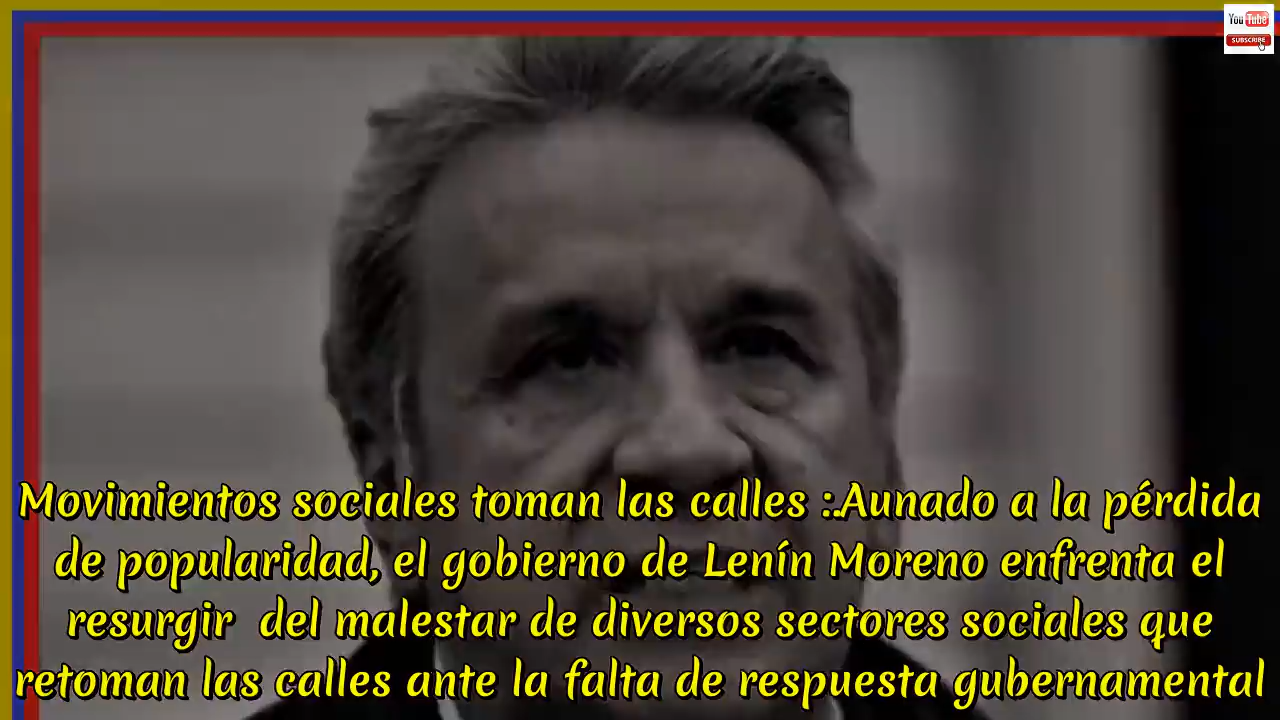 You Tube
SUBSCRIBE
Movimientos sociales toman las calles :.Aunado a la pérdida
de popularidad, el gobierno de Lenín Moreno enfrenta el
resurgir  del malestar de diversos sectores sociales que
retoman las calles ante la falta de respuesta gubernamental